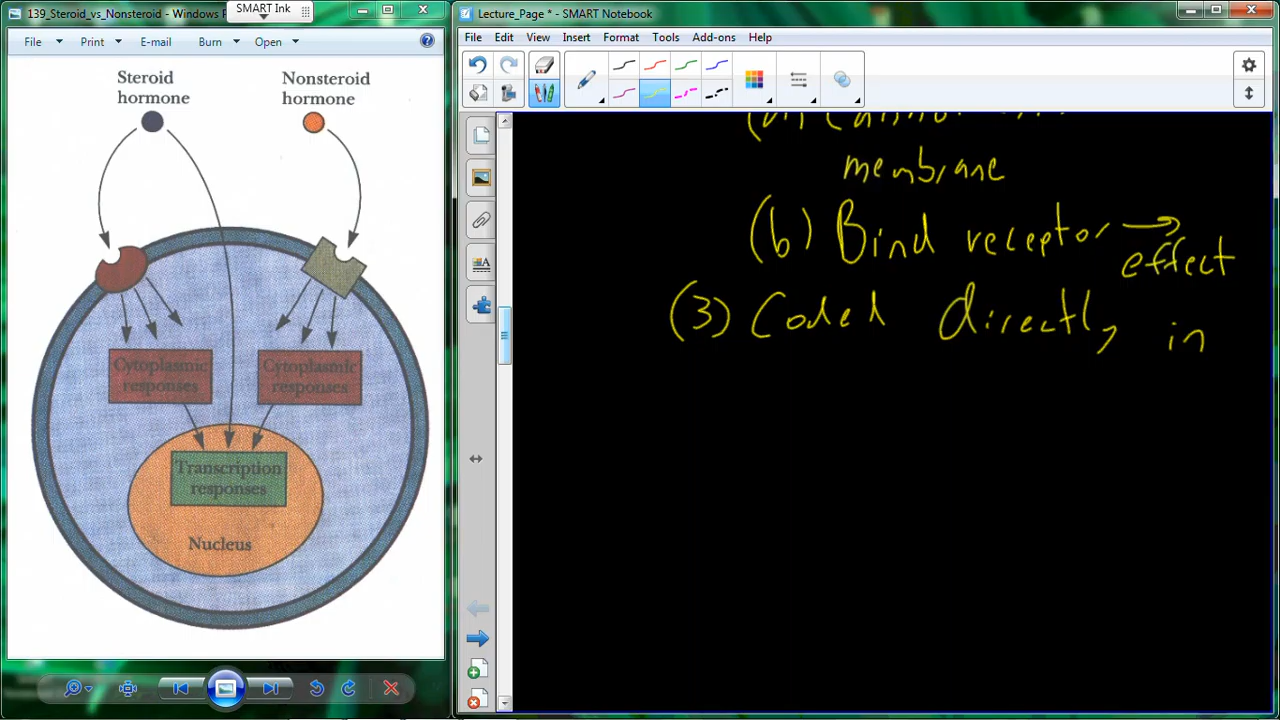 139_Steroid_vs_Nonsteroid - Windows
SMART Ink
File Print E-mail Burn Open
Steroid
hormone
Nonsteroid
hormone
Cytoplasmic
responses
Cytoplasmic
responses
Transcription
responses
Nucleus
Lecture_Page * - SMART Notebook
File Edit View Insert Format Tools Add-ons Help
membrane
(b) Bind receptor →
effect
(3) Coded directly in